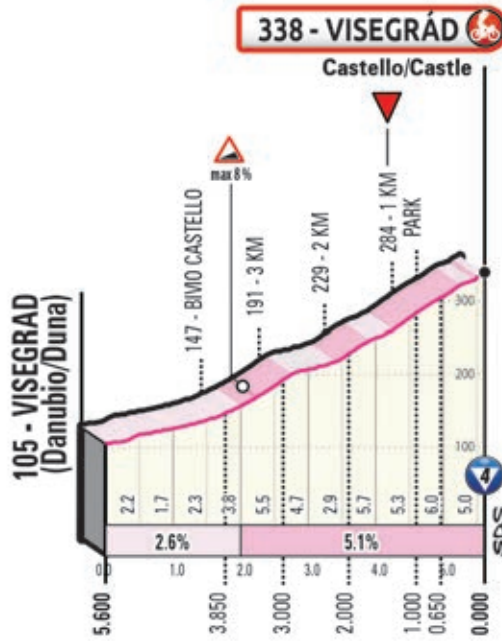 338 - VISEGRÁD
Castello/Castle
max 8%
147 - BIMO CASTELLO
191 - 3 KM
229 - 2 KM
284 - 1 KM
PARK
105 - VISEGRAD
(Danubio/Duna)
300
200
100
4
2.2 1.7 2.3 3.8 5.5 4.7 2.9 5.7 5.3 6.0 5.0
SDS
2.6% 5.1%
0.0 1.0 2.0 3.0 4.0 5.0
5.600 3.850 3.000 2.000 1.000 0.650 0.000